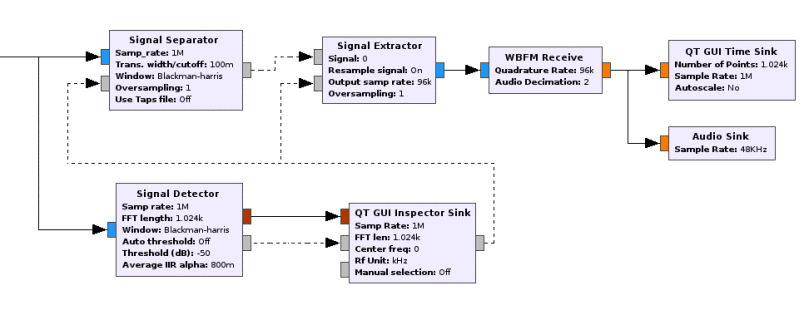 Signal Separator
Samp_rate: 1M
Trans. width/cutoff: 100m
Window: Blackman-harris
Oversampling: 1
Use Taps file: Off
Signal Extractor
Signal: 0
Resample signal: On
Output samp rate: 96k
Oversampling: 1
WBFM Receive
Quadrature Rate: 96k
Audio Decimation: 2
QT GUI Time Sink
Number of Points: 1.024k
Sample Rate: 1M
Autoscale: No
Audio Sink
Sample Rate: 48KHz
Signal Detector
Samp rate: 1M
FFT length: 1.024k
Window: Blackman-harris
Auto threshold: Off
Threshold (dB): -50
Average IIR alpha: 800m
QT GUI Inspector Sink
Samp Rate: 1M
FFT len: 1.024k
Center freq: 0
Rf Unit: kHz
Manual selection: Off